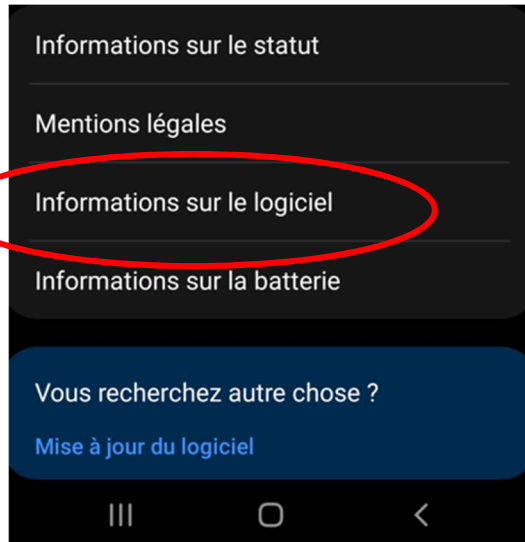 Informations sur le statut
Mentions légales
Informations sur le logiciel
Informations sur la batterie
Vous recherchez autre chose ?
Mise à jour du logiciel